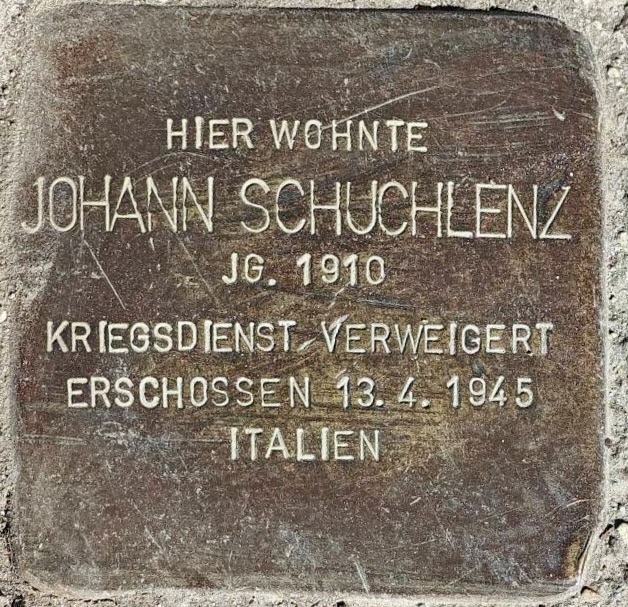 HIER WOHNTE
JOHANN SCHUCHLENZ
JG. 1910
KRIEGSDIENST VERWEIGERT
ERSCHOSSEN 13. 4. 1945
ITALIEN